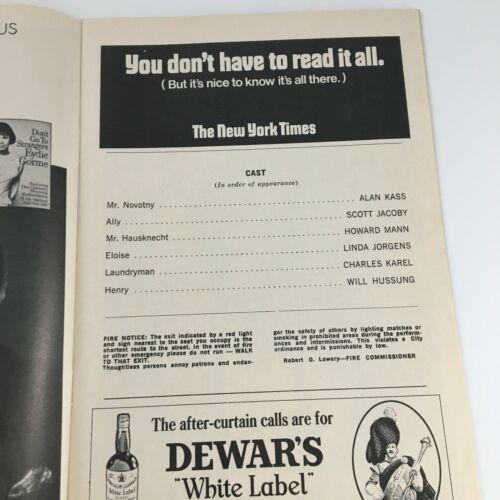 US
Don't
Go To
Strangers
Eydie
Gorme
You don't have to read it all.
(But it's nice to know it's all there.)
The New York Times
CAST
(In order of appearance)
Mr. Novotny ALAN KASS
Ally SCOTT JACOBY
Mr. Hausknecht HOWARD MANN
Eloise LINDA JORGENS
Laundryman CHARLES KAREL
Henry WILL HUSSUNG
FIRE NOTICE: The exit indicated by a red light
and sign nearest to the seat you occupy is the
shortest route to the street. In the event of fire
or other emergency please do not run — WALK
TO THAT EXIT.
Thoughtless persons annoy patrons and endan-
ger the safety of others by lighting matches or
smoking in prohibited areas during the perform-
ances and intermissions. This violates a City
ordinance and is punishable by law.
Robert O. Lowery—FIRE COMMISSIONER
The after-curtain calls are for
DEWAR'S
"White Label"
White Label